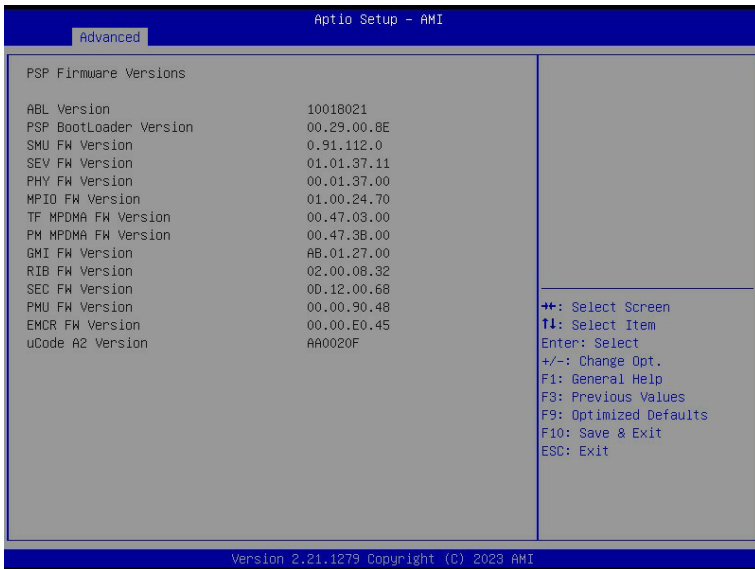 Aptio Setup – AMI
Advanced
PSP Firmware Versions
ABL Version 10018021
PSP BootLoader Version 00.29.00.8E
SMU FW Version 0.91.112.0
SEV FW Version 01.01.37.11
PHY FW Version 00.01.37.00
MPIO FW Version 01.00.24.70
TF MPDMA FW Version 00.47.03.00
PM MPDMA FW Version 00.47.3B.00
GMI FW Version AB.01.27.00
RIB FW Version 02.00.08.32
SEC FW Version 0D.12.00.68
PMU FW Version 00.00.90.48
EMCR FW Version 00.00.E0.45
uCode A2 Version AA0020F
→←: Select Screen
↑↓: Select Item
Enter: Select
+/-: Change Opt.
F1: General Help
F3: Previous Values
F9: Optimized Defaults
F10: Save & Exit
ESC: Exit
Version 2.21.1279 Copyright (C) 2023 AMI